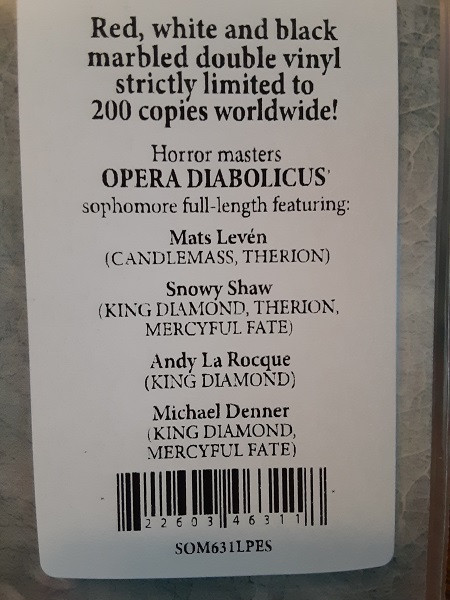 Red, white and black
marbled double vinyl
strictly limited to
200 copies worldwide!
Horror masters
OPERA DIABOLICUS'
sophomore full-length featuring:
Mats Levén
(CANDLEMASS, THERION)
Snowy Shaw
(KING DIAMOND, THERION,
MERCYFUL FATE)
Andy La Rocque
(KING DIAMOND)
Michael Denner
(KING DIAMOND,
MERCYFUL FATE)
22603 46311
SOM631LPES